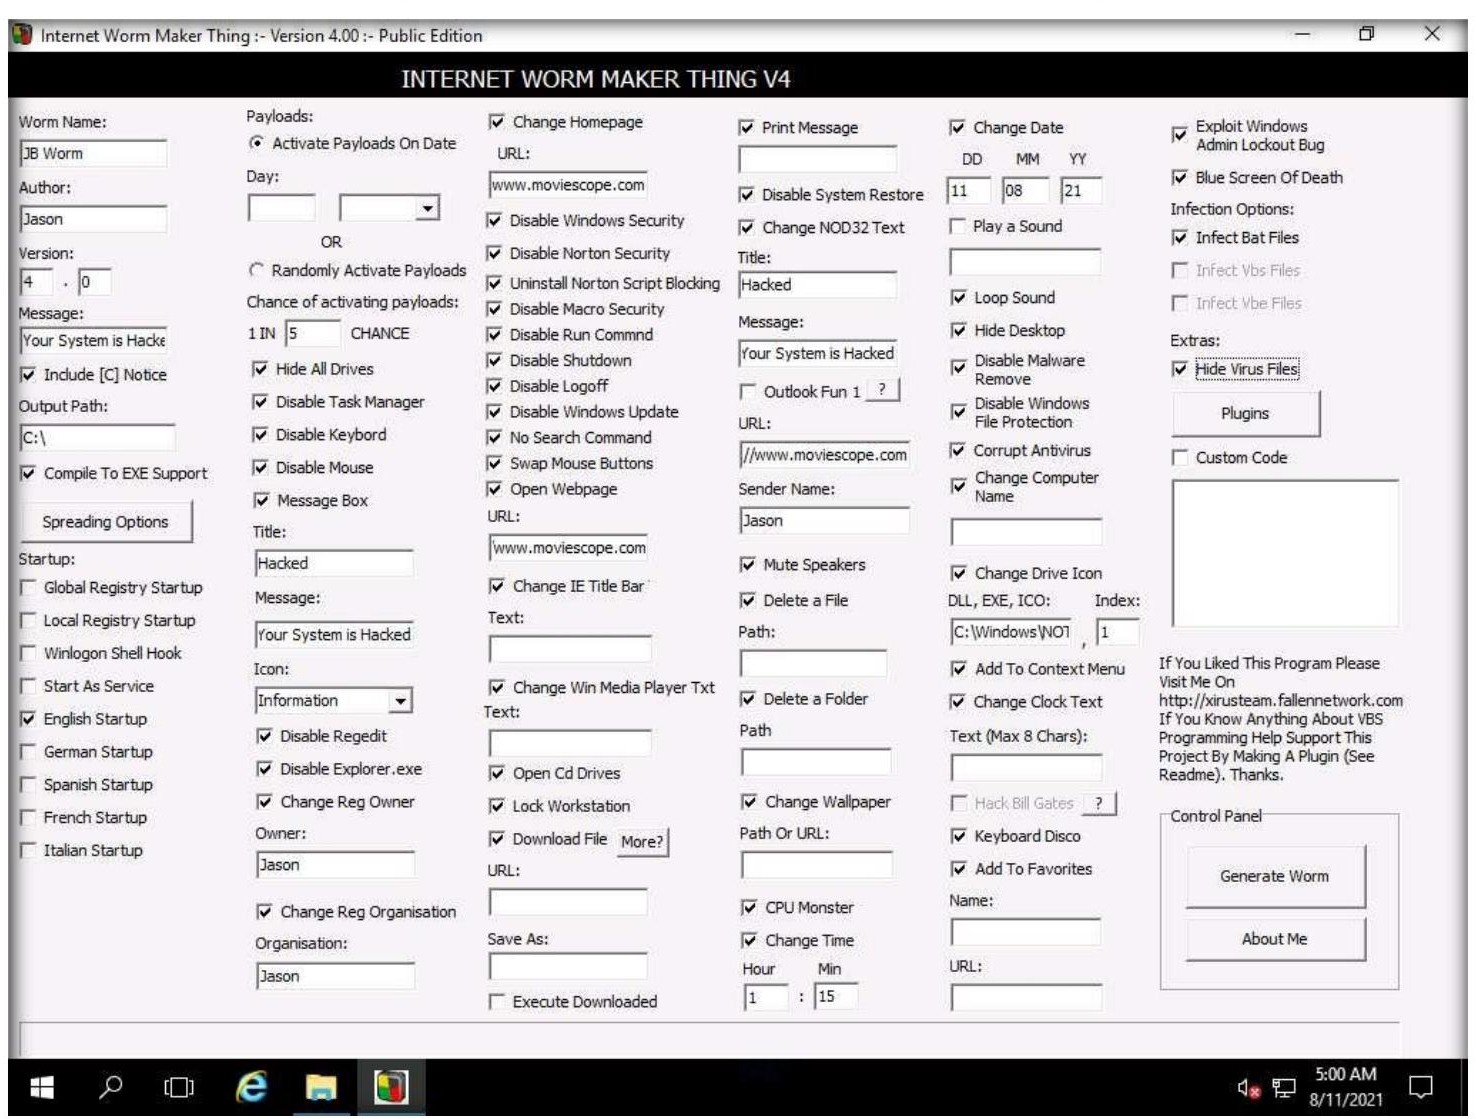 Internet Worm Maker Thing :- Version 4.00 :- Public Edition
INTERNET WORM MAKER THING V4
Worm Name:
JB Worm
Author:
Jason
Version:
4 . 0
Message:
Your System is Hacke
Include [C] Notice
Output Path:
C:\
Compile To EXE Support
Spreading Options
Startup:
Global Registry Startup
Local Registry Startup
Winlogon Shell Hook
Start As Service
English Startup
German Startup
Spanish Startup
French Startup
Italian Startup
Payloads:
Activate Payloads On Date
Day:
OR
Randomly Activate Payloads
Chance of activating payloads:
1 IN 5 CHANCE
Hide All Drives
Disable Task Manager
Disable Keybord
Disable Mouse
Message Box
Title:
Hacked
Message:
Your System is Hacked
Icon:
Information
Disable Regedit
Disable Explorer.exe
Change Reg Owner
Owner:
Jason
Change Reg Organisation
Organisation:
Jason
Change Homepage
URL:
www.moviescope.com
Disable Windows Security
Disable Norton Security
Uninstall Norton Script Blocking
Disable Macro Security
Disable Run Commnd
Disable Shutdown
Disable Logoff
Disable Windows Update
No Search Command
Swap Mouse Buttons
Open Webpage
URL:
www.moviescope.com
Change IE Title Bar
Text:
Change Win Media Player Txt
Text:
Open Cd Drives
Lock Workstation
Download File More?
URL:
Save As:
Execute Downloaded
Print Message
Disable System Restore
Change NOD32 Text
Title:
Hacked
Message:
Your System is Hacked
Outlook Fun 1 ?
URL:
//www.moviescope.com
Sender Name:
Jason
Mute Speakers
Delete a File
Path:
Delete a Folder
Path
Change Wallpaper
Path Or URL:
CPU Monster
Change Time
Hour Min
1 : 15
Change Date
DD MM YY
11 08 21
Play a Sound
Loop Sound
Hide Desktop
Disable Malware
Remove
Disable Windows
File Protection
Corrupt Antivirus
Change Computer
Name
Change Drive Icon
DLL, EXE, ICO: Index:
C:\Windows\NOT , 1
Add To Context Menu
Change Clock Text
Text (Max 8 Chars):
Hack Bill Gates ?
Keyboard Disco
Add To Favorites
Name:
URL:
Exploit Windows
Admin Lockout Bug
Blue Screen Of Death
Infection Options:
Infect Bat Files
Infect Vbs Files
Infect Vbe Files
Extras:
Hide Virus Files
Plugins
Custom Code
If You Liked This Program Please
Visit Me On
http://xirusteam.fallennetwork.com
If You Know Anything About VBS
Programming Help Support This
Project By Making A Plugin (See
Readme). Thanks.
Control Panel
Generate Worm
About Me
5:00 AM
8/11/2021